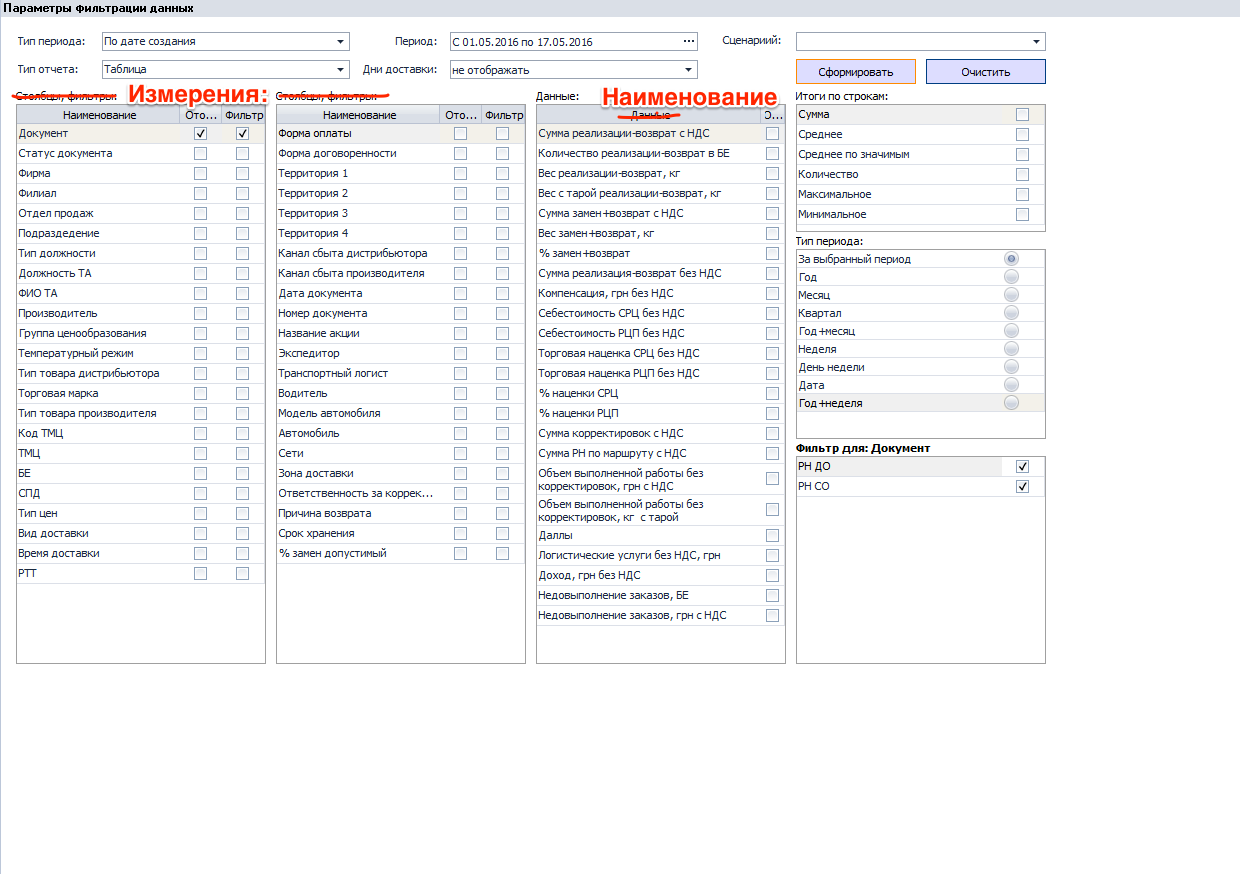 Параметры фильтрации данных
Тип периода: По дате создания Период: С 01.05.2016 по 17.05.2016 ... Сценариий:
Тип отчета: Таблица Дни доставки: не отображать Сформировать Очистить
Столбцы, фильтры: Измерения: Столбцы, фильтры: Данные: Наименование Итоги по строкам:
Наименование Ото... Фильтр
Документ
Статус документа
Фирма
Филиал
Отдел продаж
Подразделение
Тип должности
Должность ТА
ФИО ТА
Производитель
Группа ценообразования
Температурный режим
Тип товара дистрибьютора
Торговая марка
Тип товара производителя
Код ТМЦ
ТМЦ
БЕ
СПД
Тип цен
Вид доставки
Время доставки
РТТ
Наименование Ото... Фильтр
Форма оплаты
Форма договоренности
Территория 1
Территория 2
Территория 3
Территория 4
Канал сбыта дистрибьютора
Канал сбыта производителя
Дата документа
Номер документа
Название акции
Экспедитор
Транспортный логист
Водитель
Модель автомобиля
Автомобиль
Сети
Зона доставки
Ответственность за коррек...
Причина возврата
Срок хранения
% замен допустимый
Данные О...
Сумма реализации-возврат с НДС
Количество реализации-возврат в БЕ
Вес реализации-возврат, кг
Вес с тарой реализации-возврат, кг
Сумма замен+возврат с НДС
Вес замен+возврат, кг
% замен+возврат
Сумма реализация-возврат без НДС
Компенсация, грн без НДС
Себестоимость СРЦ без НДС
Себестоимость РЦП без НДС
Торговая наценка СРЦ без НДС
Торговая наценка РЦП без НДС
% наценки СРЦ
% наценки РЦП
Сумма корректировок с НДС
Сумма РН по маршруту с НДС
Объем выполненной работы без
корректировок, грн с НДС
Объем выполненной работы без
корректировок, кг с тарой
Даллы
Логистические услуги без НДС, грн
Доход, грн без НДС
Недовыполнение заказов, БЕ
Недовыполнение заказов, грн с НДС
Сумма
Среднее
Среднее по значимым
Количество
Максимальное
Минимальное
Тип периода:
За выбранный период
Год
Месяц
Квартал
Год+месяц
Неделя
День недели
Дата
Год+неделя
Фильтр для: Документ
РН ДО
РН СО